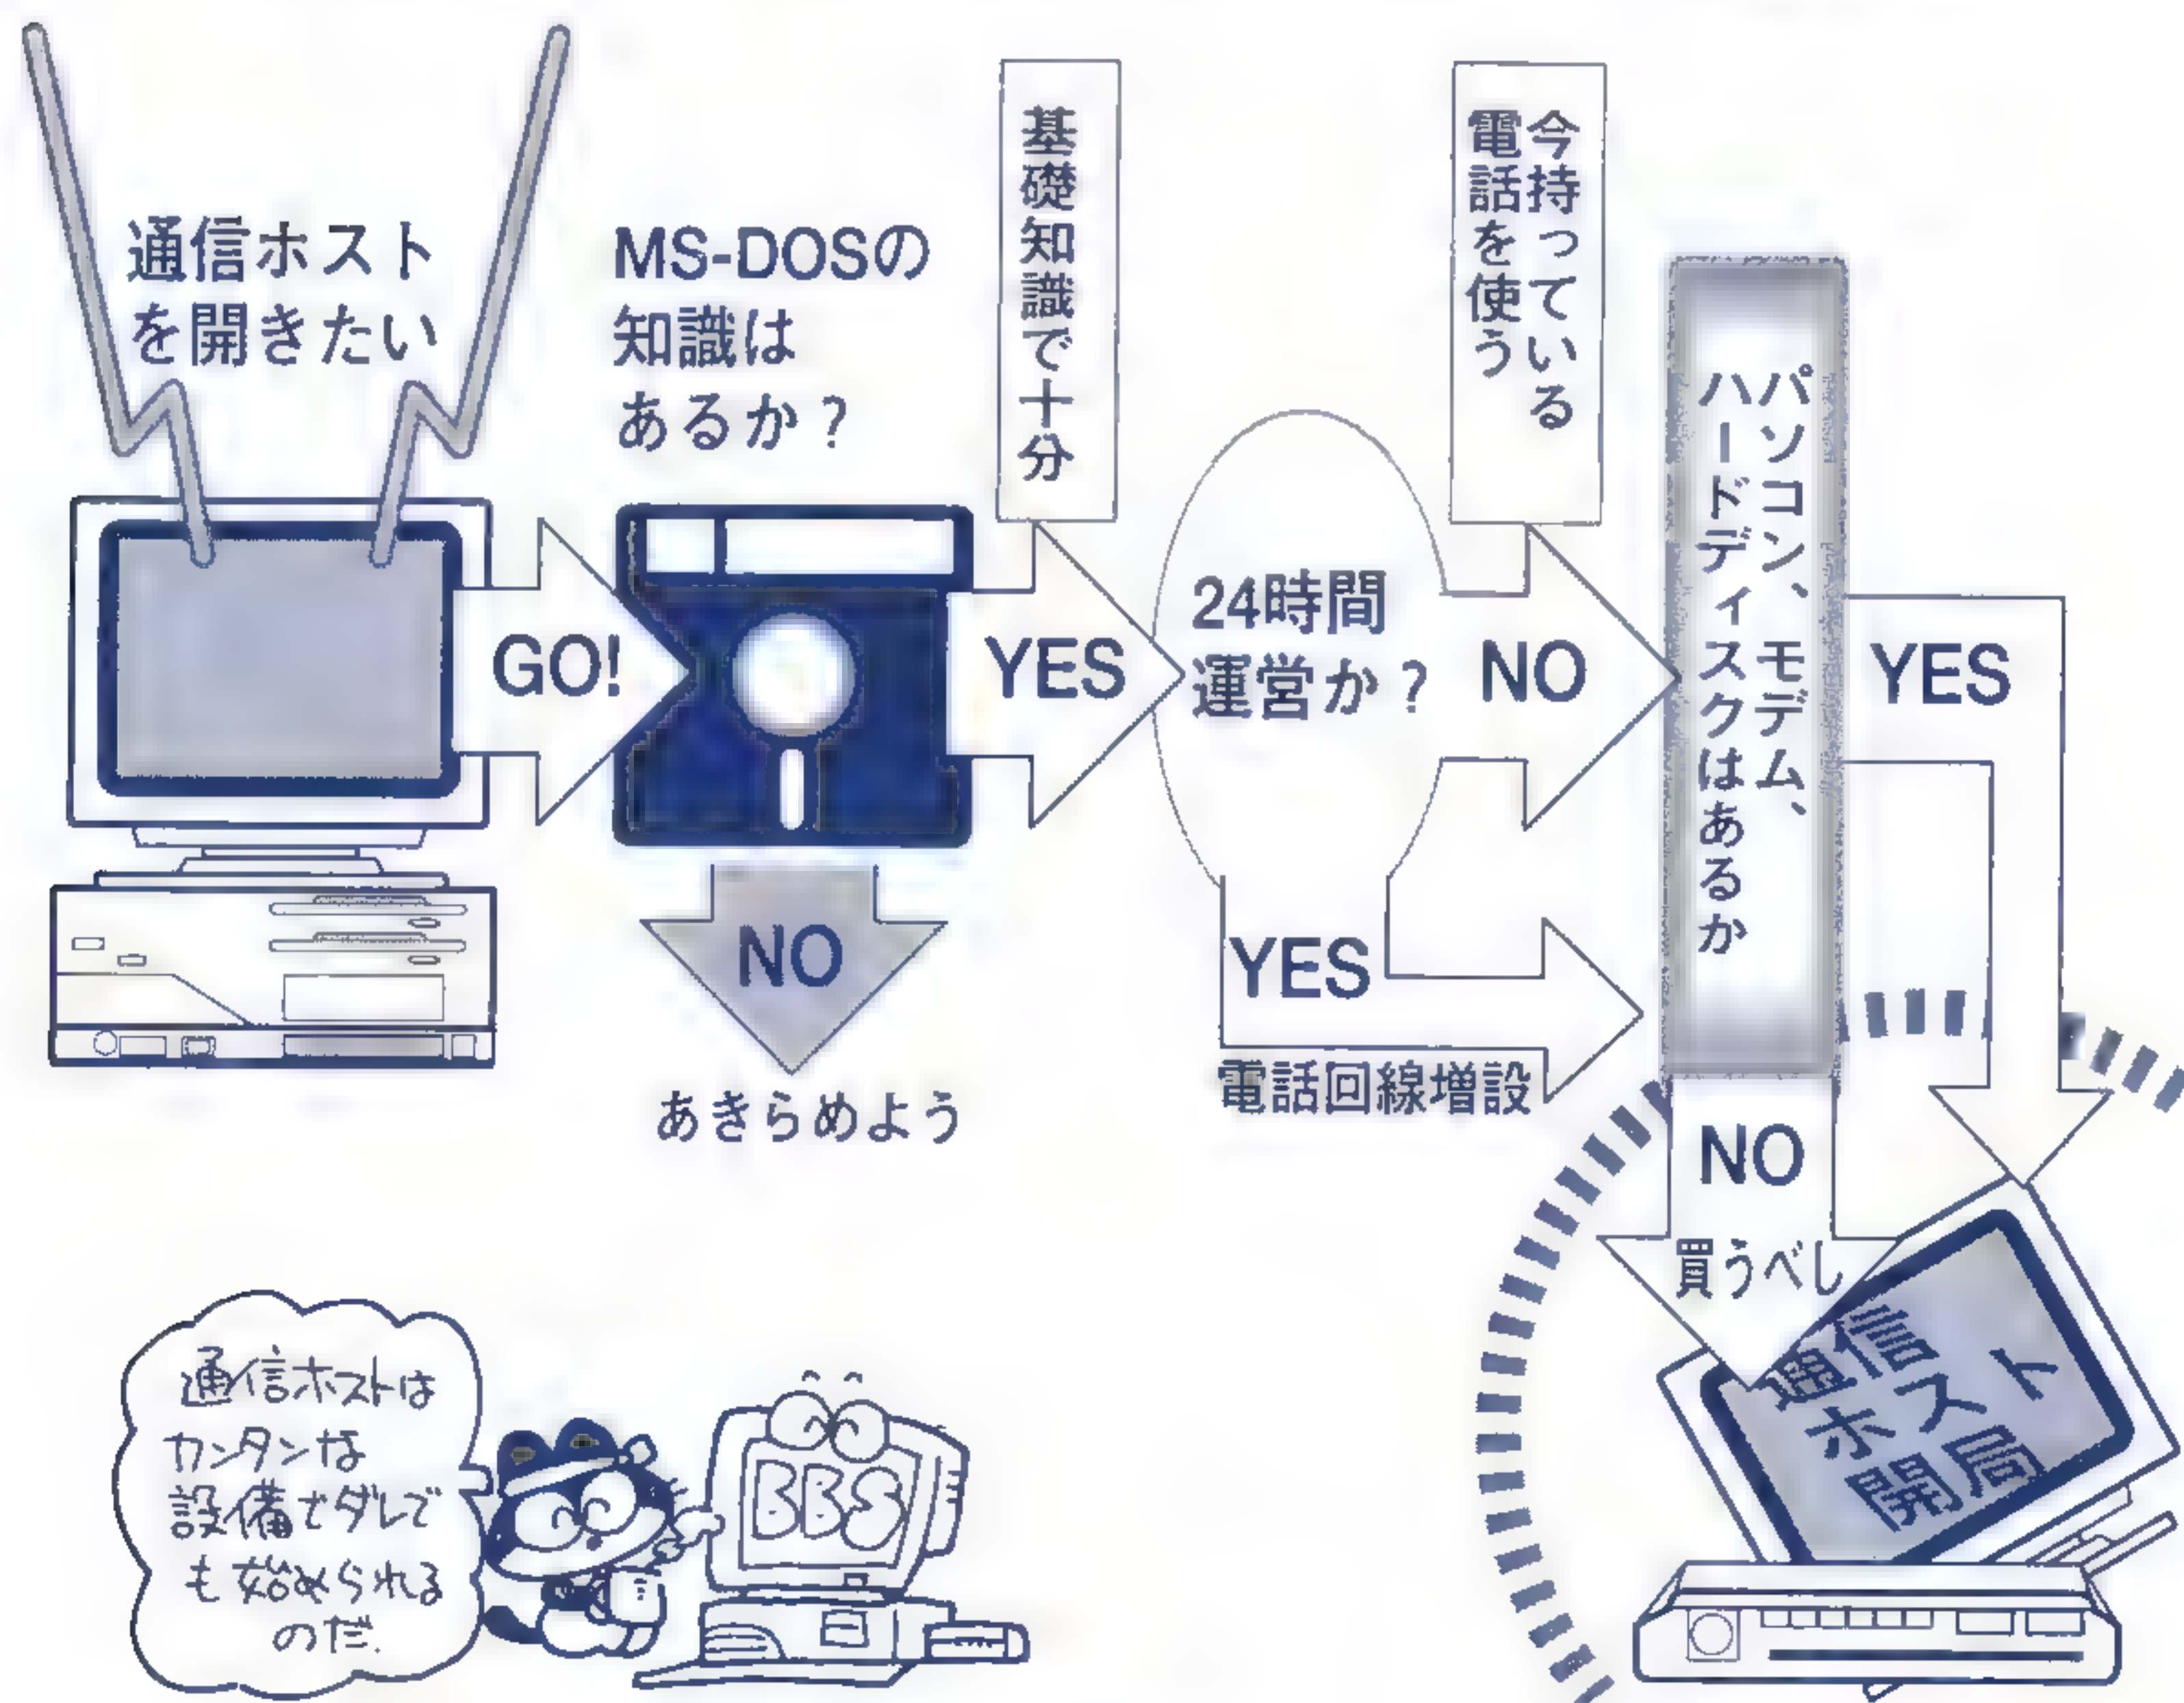 通信ホスト
を開きたい
GO!
MS-DOSの
知識は
あるか？
NO
あきらめよう
基礎知識で十分
YES
24時間
運営か？
今持っている
電話を使う
NO
YES
電話回線増設
パソコン、モデム、
ハードディスクはあるか
YES
NO
買うべし
通信
ホスト
開局
通信ホストは
カンタンな
設備でダレで
も始められる
のだ.
BBS